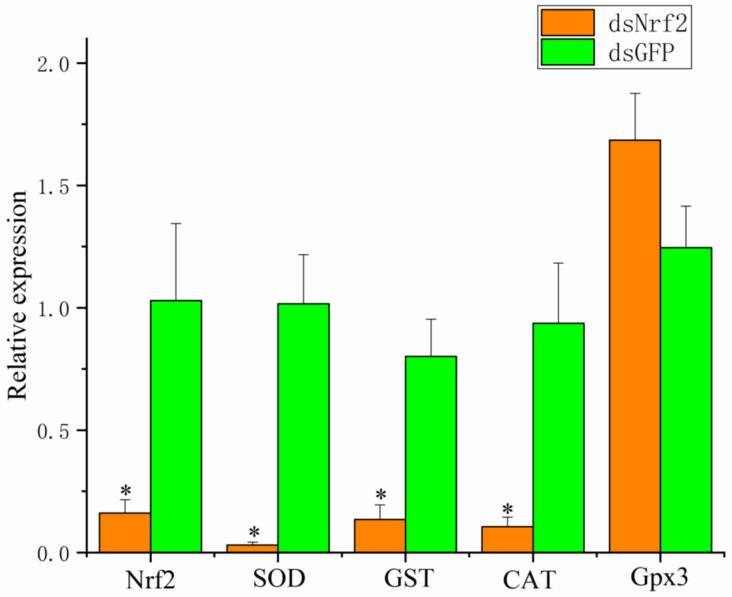 dsNrf2
dsGFP
Relative expression
2.0
1.5
1.0
0.5
0.0
*
*
*
*
Nrf2 SOD GST CAT Gpx3